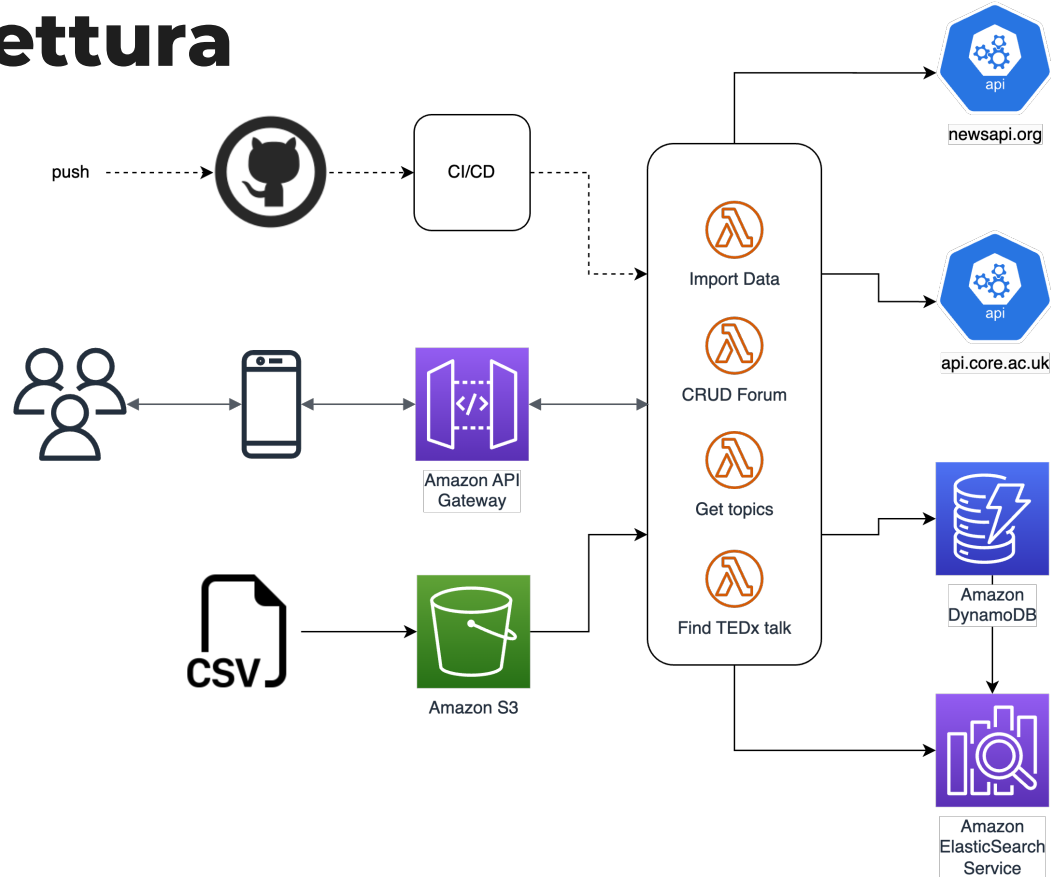 ettura
push
CI/CD
Import Data
CRUD Forum
Get topics
Find TEDx talk
Amazon API
Gateway
CSV
Amazon S3
api
newsapi.org
api
api.core.ac.uk
Amazon
DynamoDB
Amazon
ElasticSearch
Service